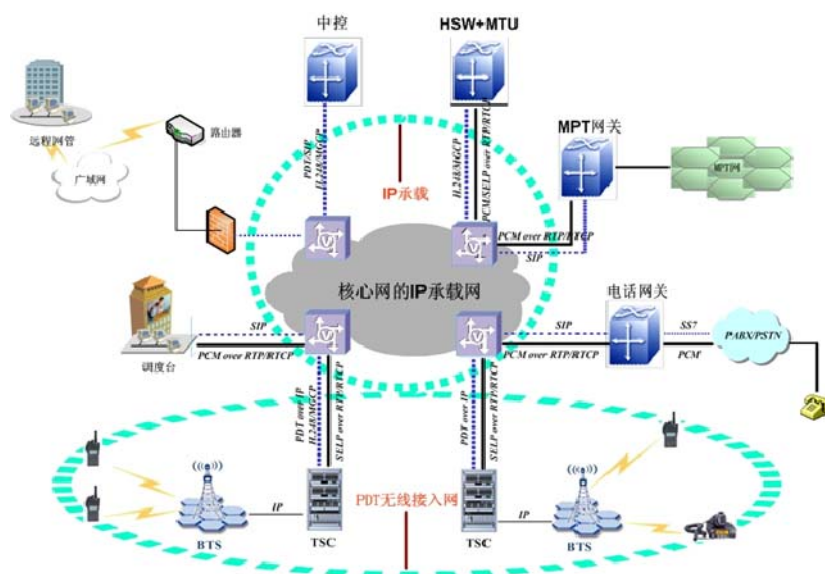 中控
HSW+MTU
远程网管
路由器
广域网
MPT网关
MPT网
PDT/SIP
H.248/MGCP
IP承载
H.248/MGCP
PCM/SELP over RTP/RTCP
PCM over RTP/RTCP
SIP
核心网的IP承载网
电话网关
调度台
SIP
PCM over RTP/RTCP
SIP
PCM over RTP/RTCP
SS7
PCM
PABX/PSTN
PDT over IP
H.248/MGCP
SELP over RTP/RTCP
PDT over IP
SELP over RTP/RTCP
PDT无线接入网
BTS
IP
TSC
TSC
IP
BTS